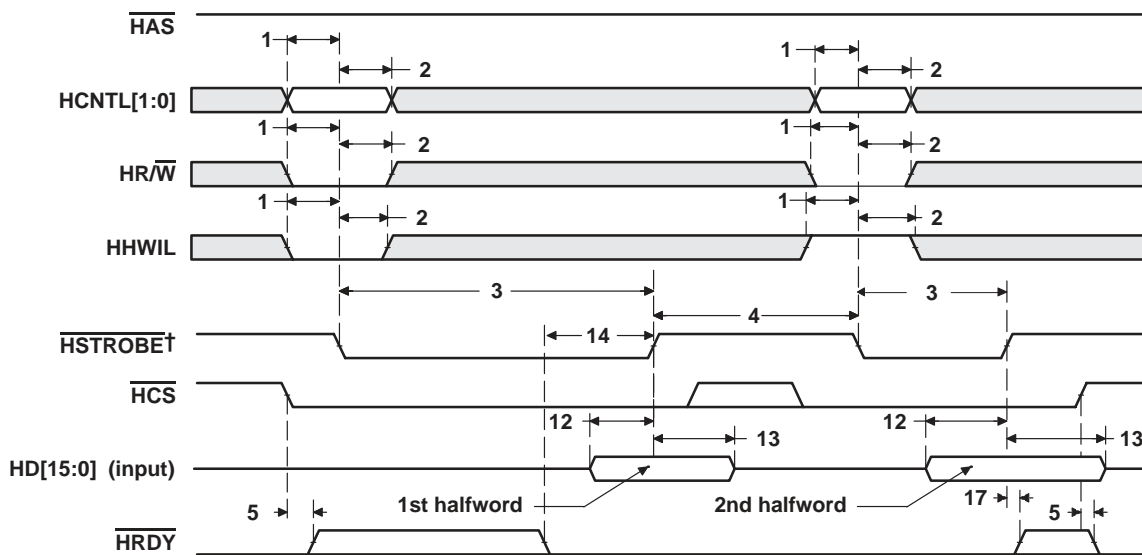 HAS
1
1
2
2
HCNTL[1:0]
1
1
2
2
HR/W
1
1
2
2
HHWIL
3
3
4
14
HSTROBE†
HCS
12
12
13
13
HD[15:0] (input)
1st halfword
2nd halfword
17
5
5
HRDY